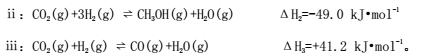 ii：CO₂(g)+3H₂(g) ⇌ CH₃OH(g)+H₂O(g) ΔH₂=-49.0 kJ•mol⁻¹
iii：CO₂(g)+H₂(g) ⇌ CO(g)+H₂O(g) ΔH₃=+41.2 kJ•mol⁻¹。